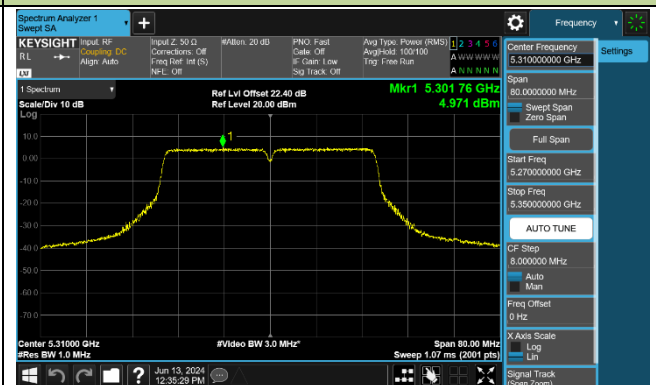 Spectrum Analyzer 1
Swept SA
+
Frequency
KEYSIGHT
RL
LXI
Input: RF
Coupling: DC
Align: Auto
Input Z: 50 Ω
Corrections: Off
Freq Ref: Int (S)
NFE: Off
#Atten: 20 dB
PNO: Fast
Gate: Off
IF Gain: Low
Sig Track: Off
Avg Type: Power (RMS)
Avg|Hold: 100/100
Trig: Free Run
1 2 3 4 5 6
A W W W W W
A N N N N N
1 Spectrum
Scale/Div 10 dB
Log
Ref Lvl Offset 22.40 dB
Ref Level 20.00 dBm
Mkr1 5.301 76 GHz
4.971 dBm
1
10.0
0.00
-10.0
-20.0
-30.0
-40.0
-50.0
-60.0
-70.0
Center 5.31000 GHz
#Res BW 1.0 MHz
#Video BW 3.0 MHz*
Span 80.00 MHz
Sweep 1.07 ms (2001 pts)
?
Jun 13, 2024
12:35:29 PM
Center Frequency
5.310000000 GHz
Settings
Span
80.0000000 MHz
Swept Span
Zero Span
Full Span
Start Freq
5.270000000 GHz
Stop Freq
5.350000000 GHz
AUTO TUNE
CF Step
8.000000 MHz
Auto
Man
Freq Offset
0 Hz
X Axis Scale
Log
Lin
Signal Track
(Span Zoom)